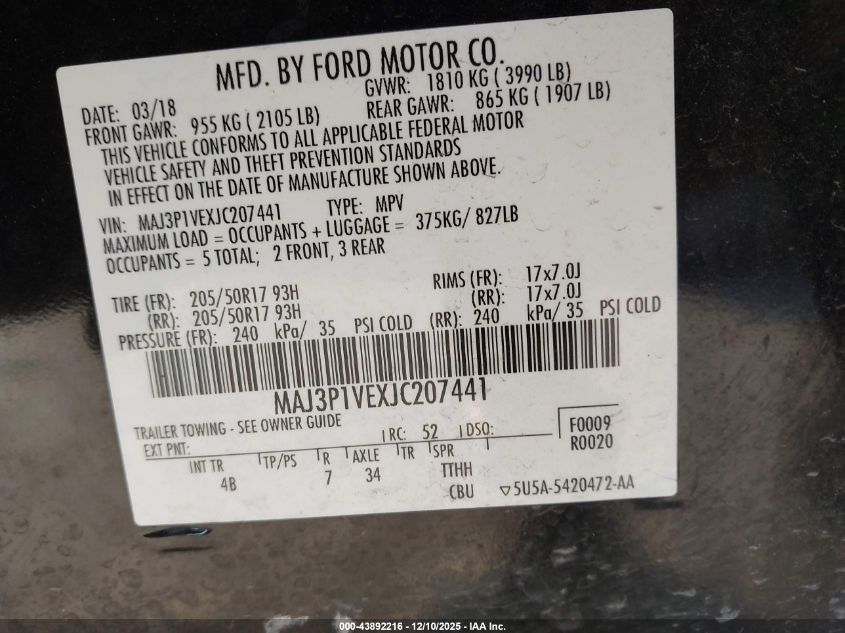 MFD. BY FORD MOTOR CO.
DATE: 03/18 GVWR: 1810 KG ( 3990 LB)
FRONT GAWR: 955 KG ( 2105 LB) REAR GAWR: 865 KG ( 1907 LB)
THIS VEHICLE CONFORMS TO ALL APPLICABLE FEDERAL MOTOR
VEHICLE SAFETY AND THEFT PREVENTION STANDARDS
IN EFFECT ON THE DATE OF MANUFACTURE SHOWN ABOVE.
VIN: MAJ3P1VEXJC207441 TYPE: MPV
MAXIMUM LOAD = OCCUPANTS + LUGGAGE = 375KG/ 827LB
OCCUPANTS = 5 TOTAL; 2 FRONT, 3 REAR
TIRE (FR): 205/50R17 93H RIMS (FR): 17x7.0J
(RR): 205/50R17 93H (RR): 17x7.0J
PRESSURE (FR): 240 kPa/ 35 PSI COLD (RR): 240 kPa/ 35 PSI COLD
MAJ3P1VEXJC207441
TRAILER TOWING - SEE OWNER GUIDE
EXT PNT: RC: 52 DSO: F0009
R0020
INT TR TP/PS R AXLE TR SPR
4B 7 34 TTHH
CBU ▽5U5A-5420472-AA
000-43892216 - 12/10/2025 - IAA Inc.